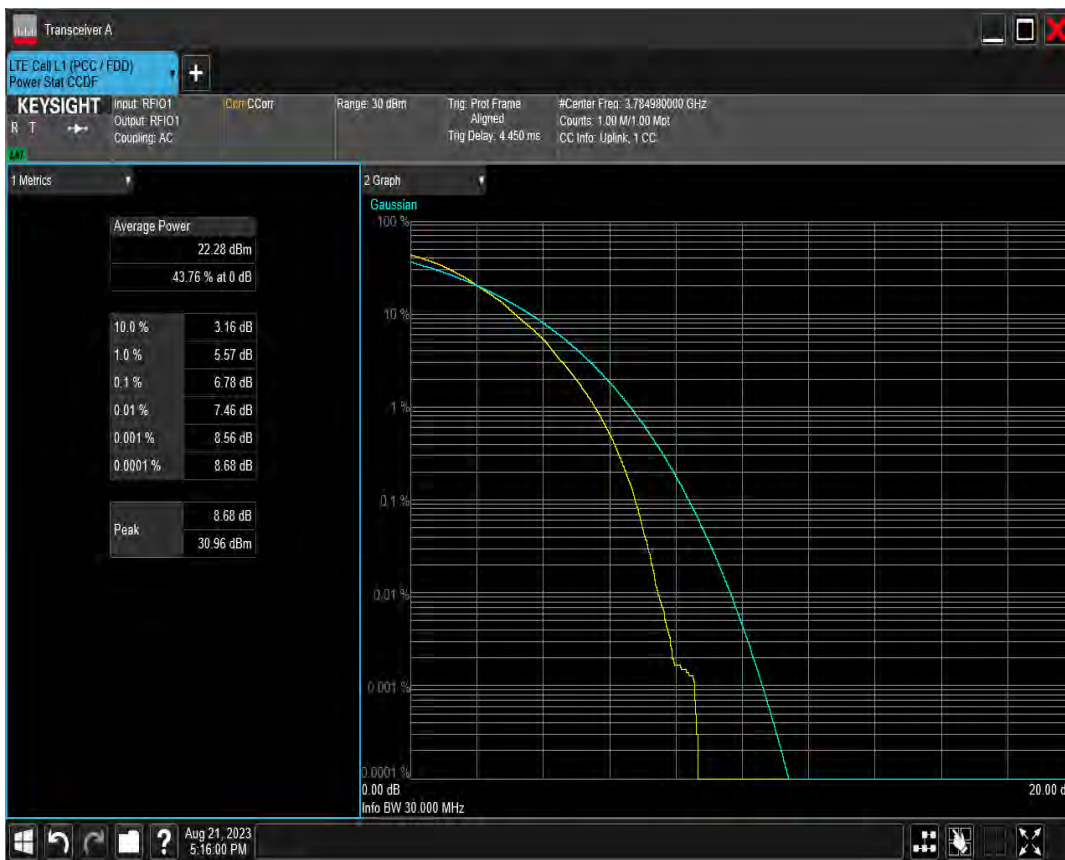 Transceiver A
LTE Cell L1 (PCC / FDD)
Power Stat CCDF
+
KEYSIGHT
R T
LNI
Input: RFIO1
Output: RFIO1
Coupling: AC
Corr CCorr
Range: 30 dBm
Trig: Prot Frame
Aligned
Trig Delay: 4.450 ms
#Center Freq: 3.784980000 GHz
Counts: 1.00 M/1.00 Mpt
CC Info: Uplink, 1 CC
1 Metrics
Average Power
22.28 dBm
43.76 % at 0 dB
10.0 % 3.16 dB
1.0 % 5.57 dB
0.1 % 6.78 dB
0.01 % 7.46 dB
0.001 % 8.56 dB
0.0001 % 8.68 dB
Peak
8.68 dB
30.96 dBm
2 Graph
Gaussian
100 %
10 %
1 %
0.1 %
0.01 %
0.001 %
0.0001 %
0.00 dB
20.00 d
Info BW 30.000 MHz
?
Aug 21, 2023
5:16:00 PM